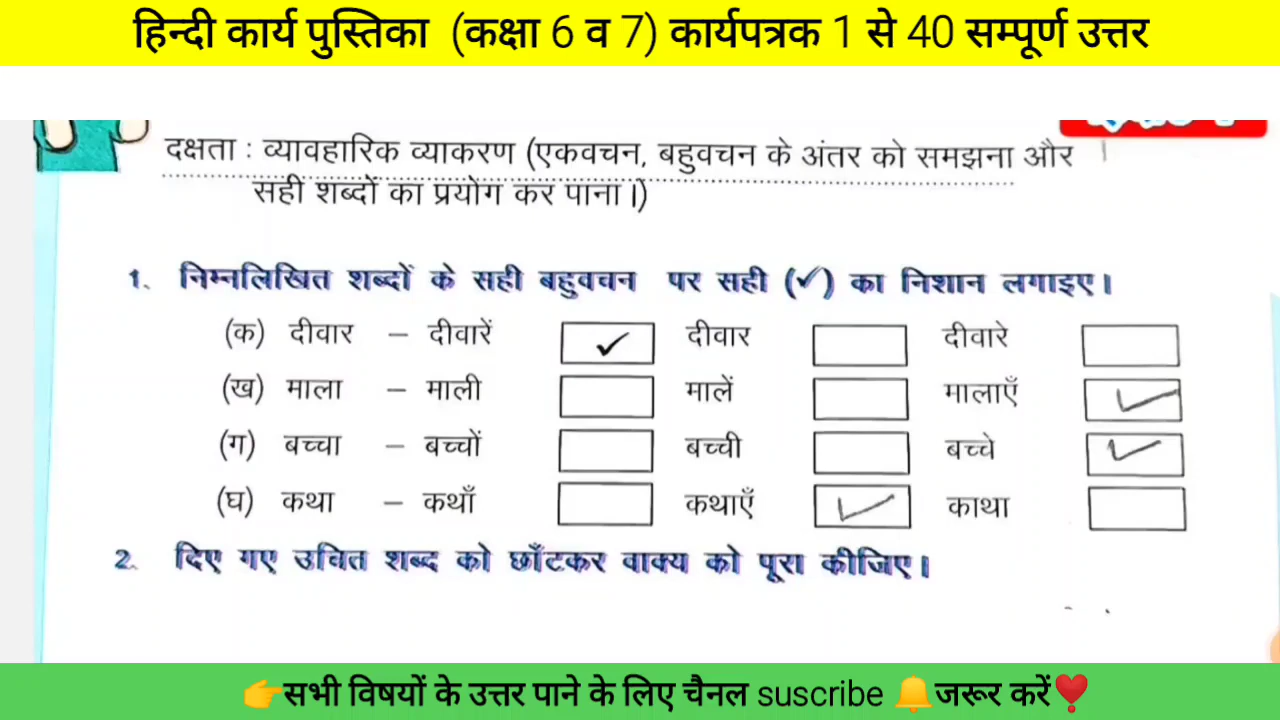 हिन्दी कार्य पुस्तिका (कक्षा 6 व 7) कार्यपत्रक 1 से 40 सम्पूर्ण उत्तर
दक्षता : व्यावहारिक व्याकरण (एकवचन, बहुवचन के अंतर को समझना और
सही शब्दों का प्रयोग कर पाना।)
1. निम्नलिखित शब्दों के सही बहुवचन पर सही (✓) का निशान लगाइए।
(क) दीवार – दीवारें ✓ दीवार दीवारे
(ख) माला – माली मालें मालाएँ ✓
(ग) बच्चा – बच्चों बच्ची बच्चे ✓
(घ) कथा – कथाँ कथाएँ ✓ काथा
2. दिए गए उचित शब्द को छाँटकर वाक्य को पूरा कीजिए।
👉सभी विषयों के उत्तर पाने के लिए चैनल suscribe 🔔जरूर करें❣️